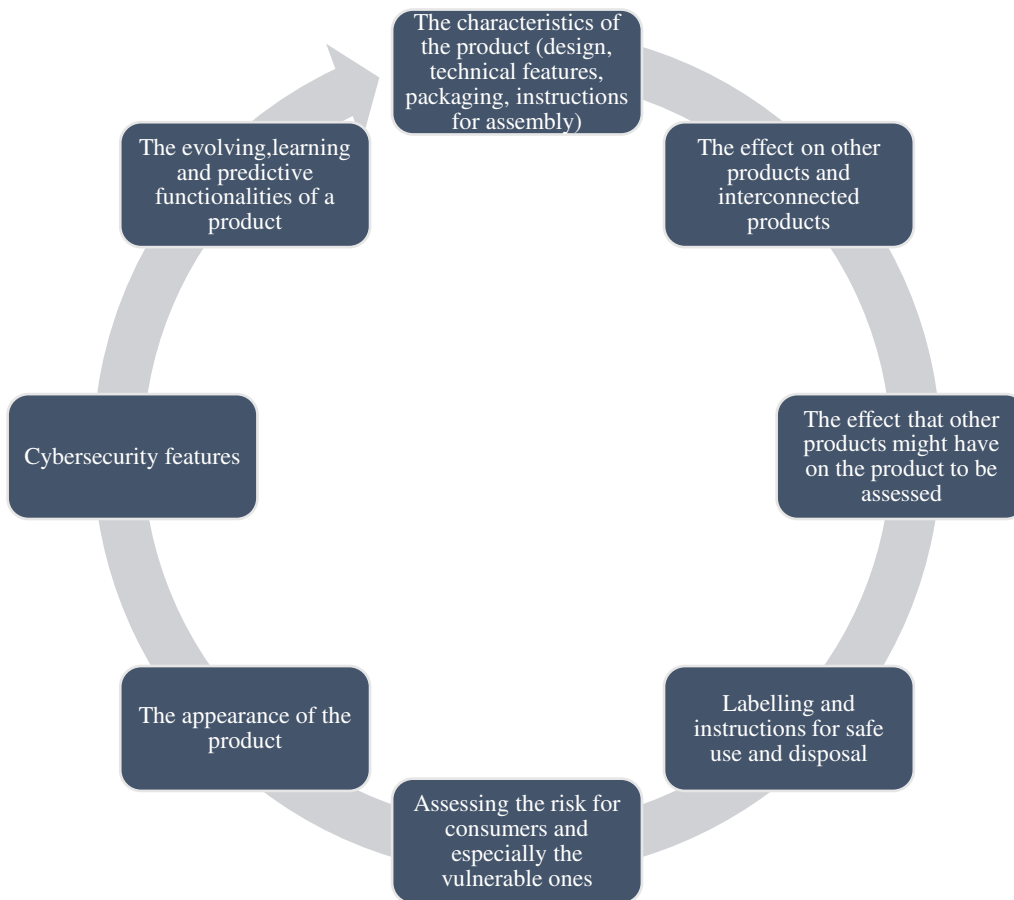 The characteristics of
the product (design,
technical features,
packaging, instructions
for assembly)
The effect on other
products and
interconnected
products
The effect that other
products might have
on the product to be
assessed
Labelling and
instructions for safe
use and disposal
Assessing the risk for
consumers and
especially the
vulnerable ones
The appearance of the
product
Cybersecurity features
The evolving,learning
and predictive
functionalities of a
product